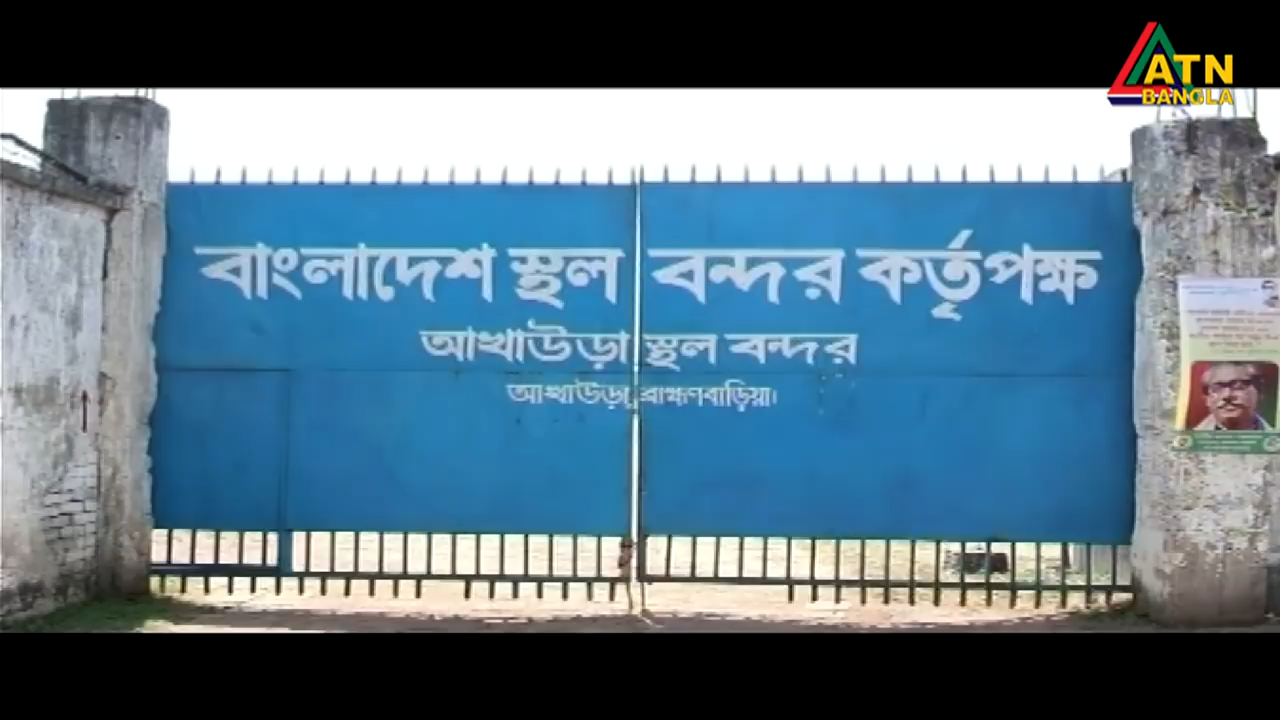 ATN
BANGLA
বাংলাদেশ স্থল বন্দর কর্তৃপক্ষ
আখাউড়া স্থল বন্দর
আখাউড়া, ব্রাহ্মণবাড়িয়া।